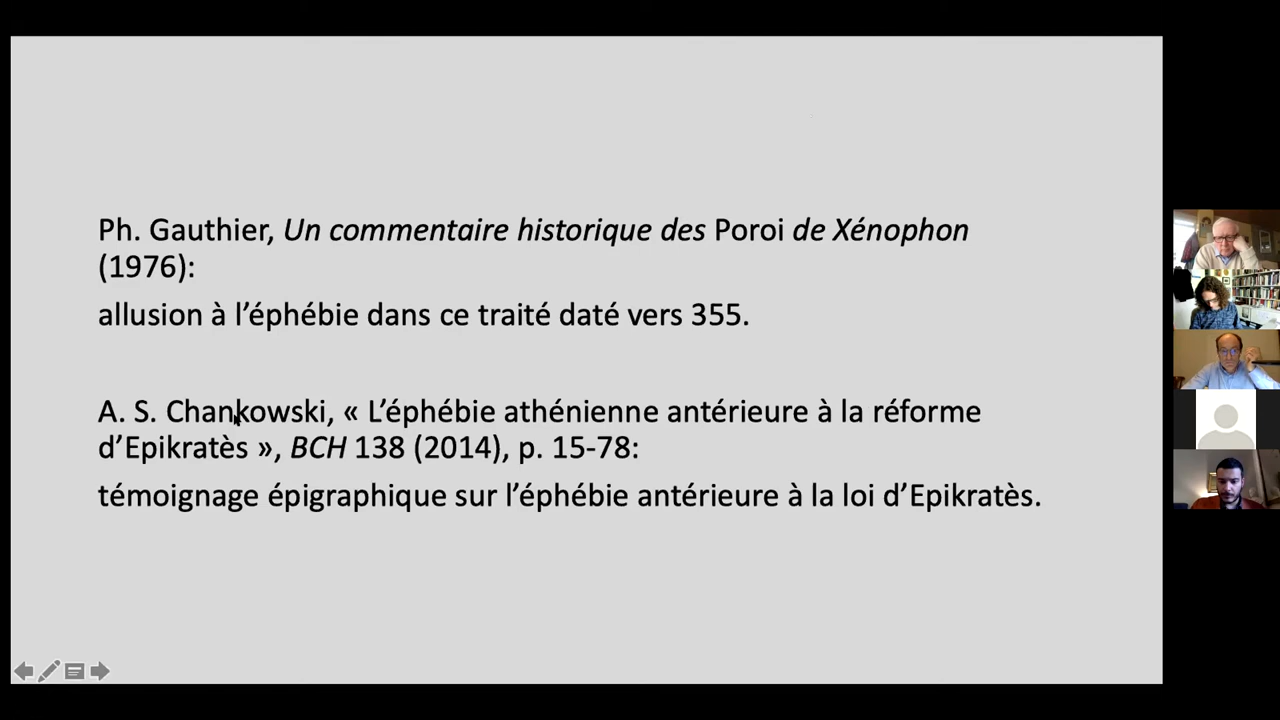 Ph. Gauthier, Un commentaire historique des Poroi de Xénophon
(1976):
allusion à l’éphébie dans ce traité daté vers 355.
A. S. Chankowski, « L’éphébie athénienne antérieure à la réforme
d’Epikratès », BCH 138 (2014), p. 15-78:
témoignage épigraphique sur l’éphébie antérieure à la loi d’Epikratès.